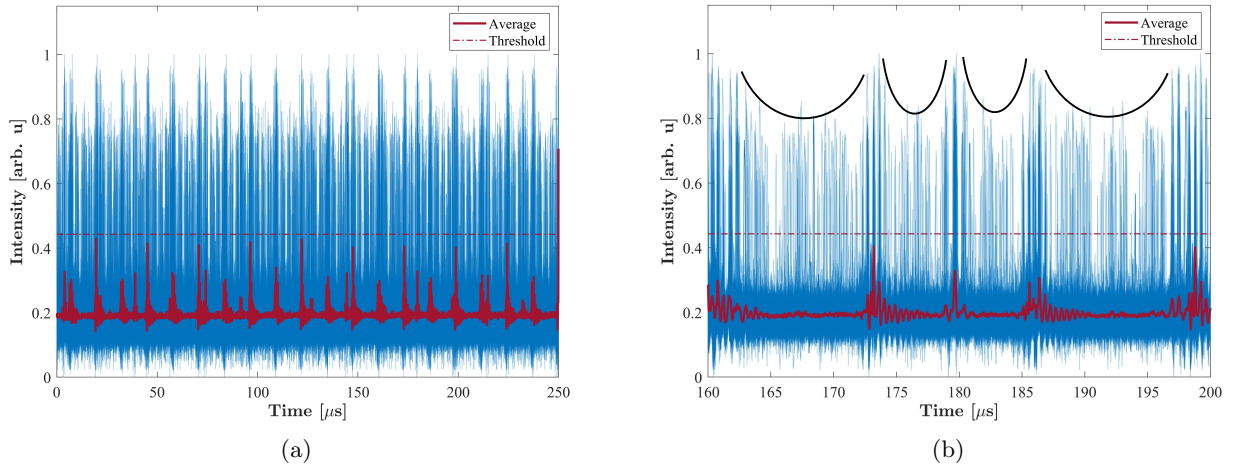 Average
Threshold
1
0.8
0.6
0.4
0.2
0
Intensity [arb. u]
0
50
100
150
200
250
Time [μs]
(a)
Average
Threshold
1
0.8
0.6
0.4
0.2
0
Intensity [arb. u]
160
165
170
175
180
185
190
195
200
Time [μs]
(b)